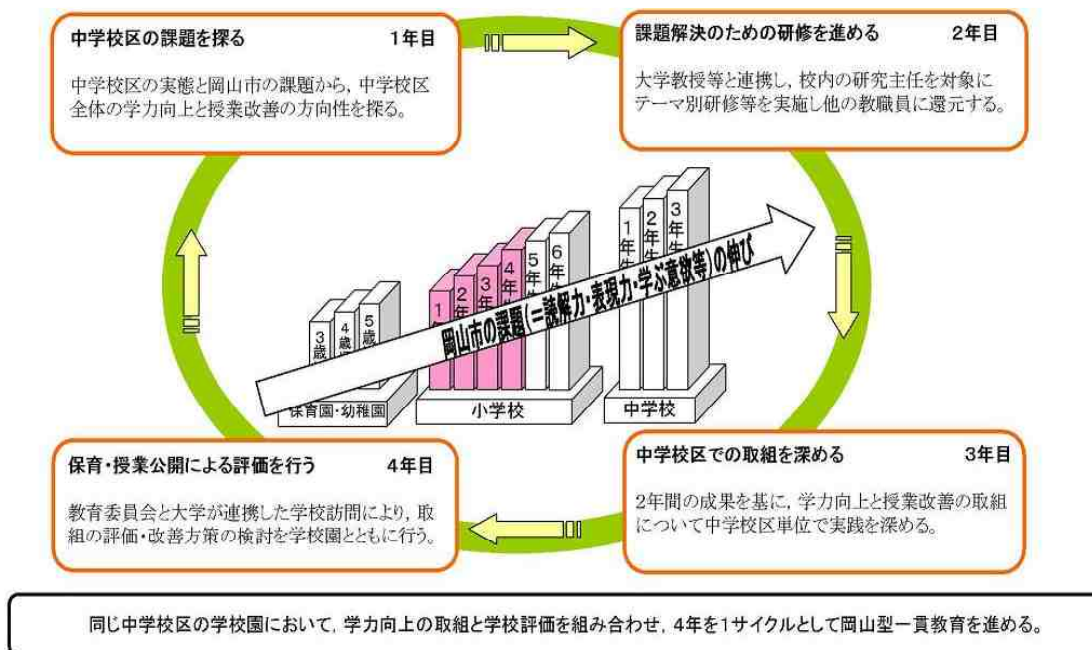 中学校区の課題を探る 1年目
中学校区の実態と岡山市の課題から, 中学校区
全体の学力向上と授業改善の方向性を探る。
課題解決のための研修を進める 2年目
大学教授等と連携し, 校内の研究主任を対象に
テーマ別研修等を実施し他の教職員に還元する。
3歳
4歳
5歳
保育園・幼稚園
1
2年
3年
4年
5年
6年
小学校
1年生
2年生
3年生
中学校
岡山市の課題(=読解力・表現力・学ぶ意欲等)の伸び
保育・授業公開による評価を行う 4年目
教育委員会と大学が連携した学校訪問により, 取
組の評価・改善方策の検討を学校園とともに行う。
中学校区での取組を深める 3年目
2年間の成果を基に, 学力向上と授業改善の取組
について中学校区単位で実践を深める。
同じ中学校区の学校園において, 学力向上の取組と学校評価を組み合わせ, 4年を1サイクルとして岡山型一貫教育を進める。